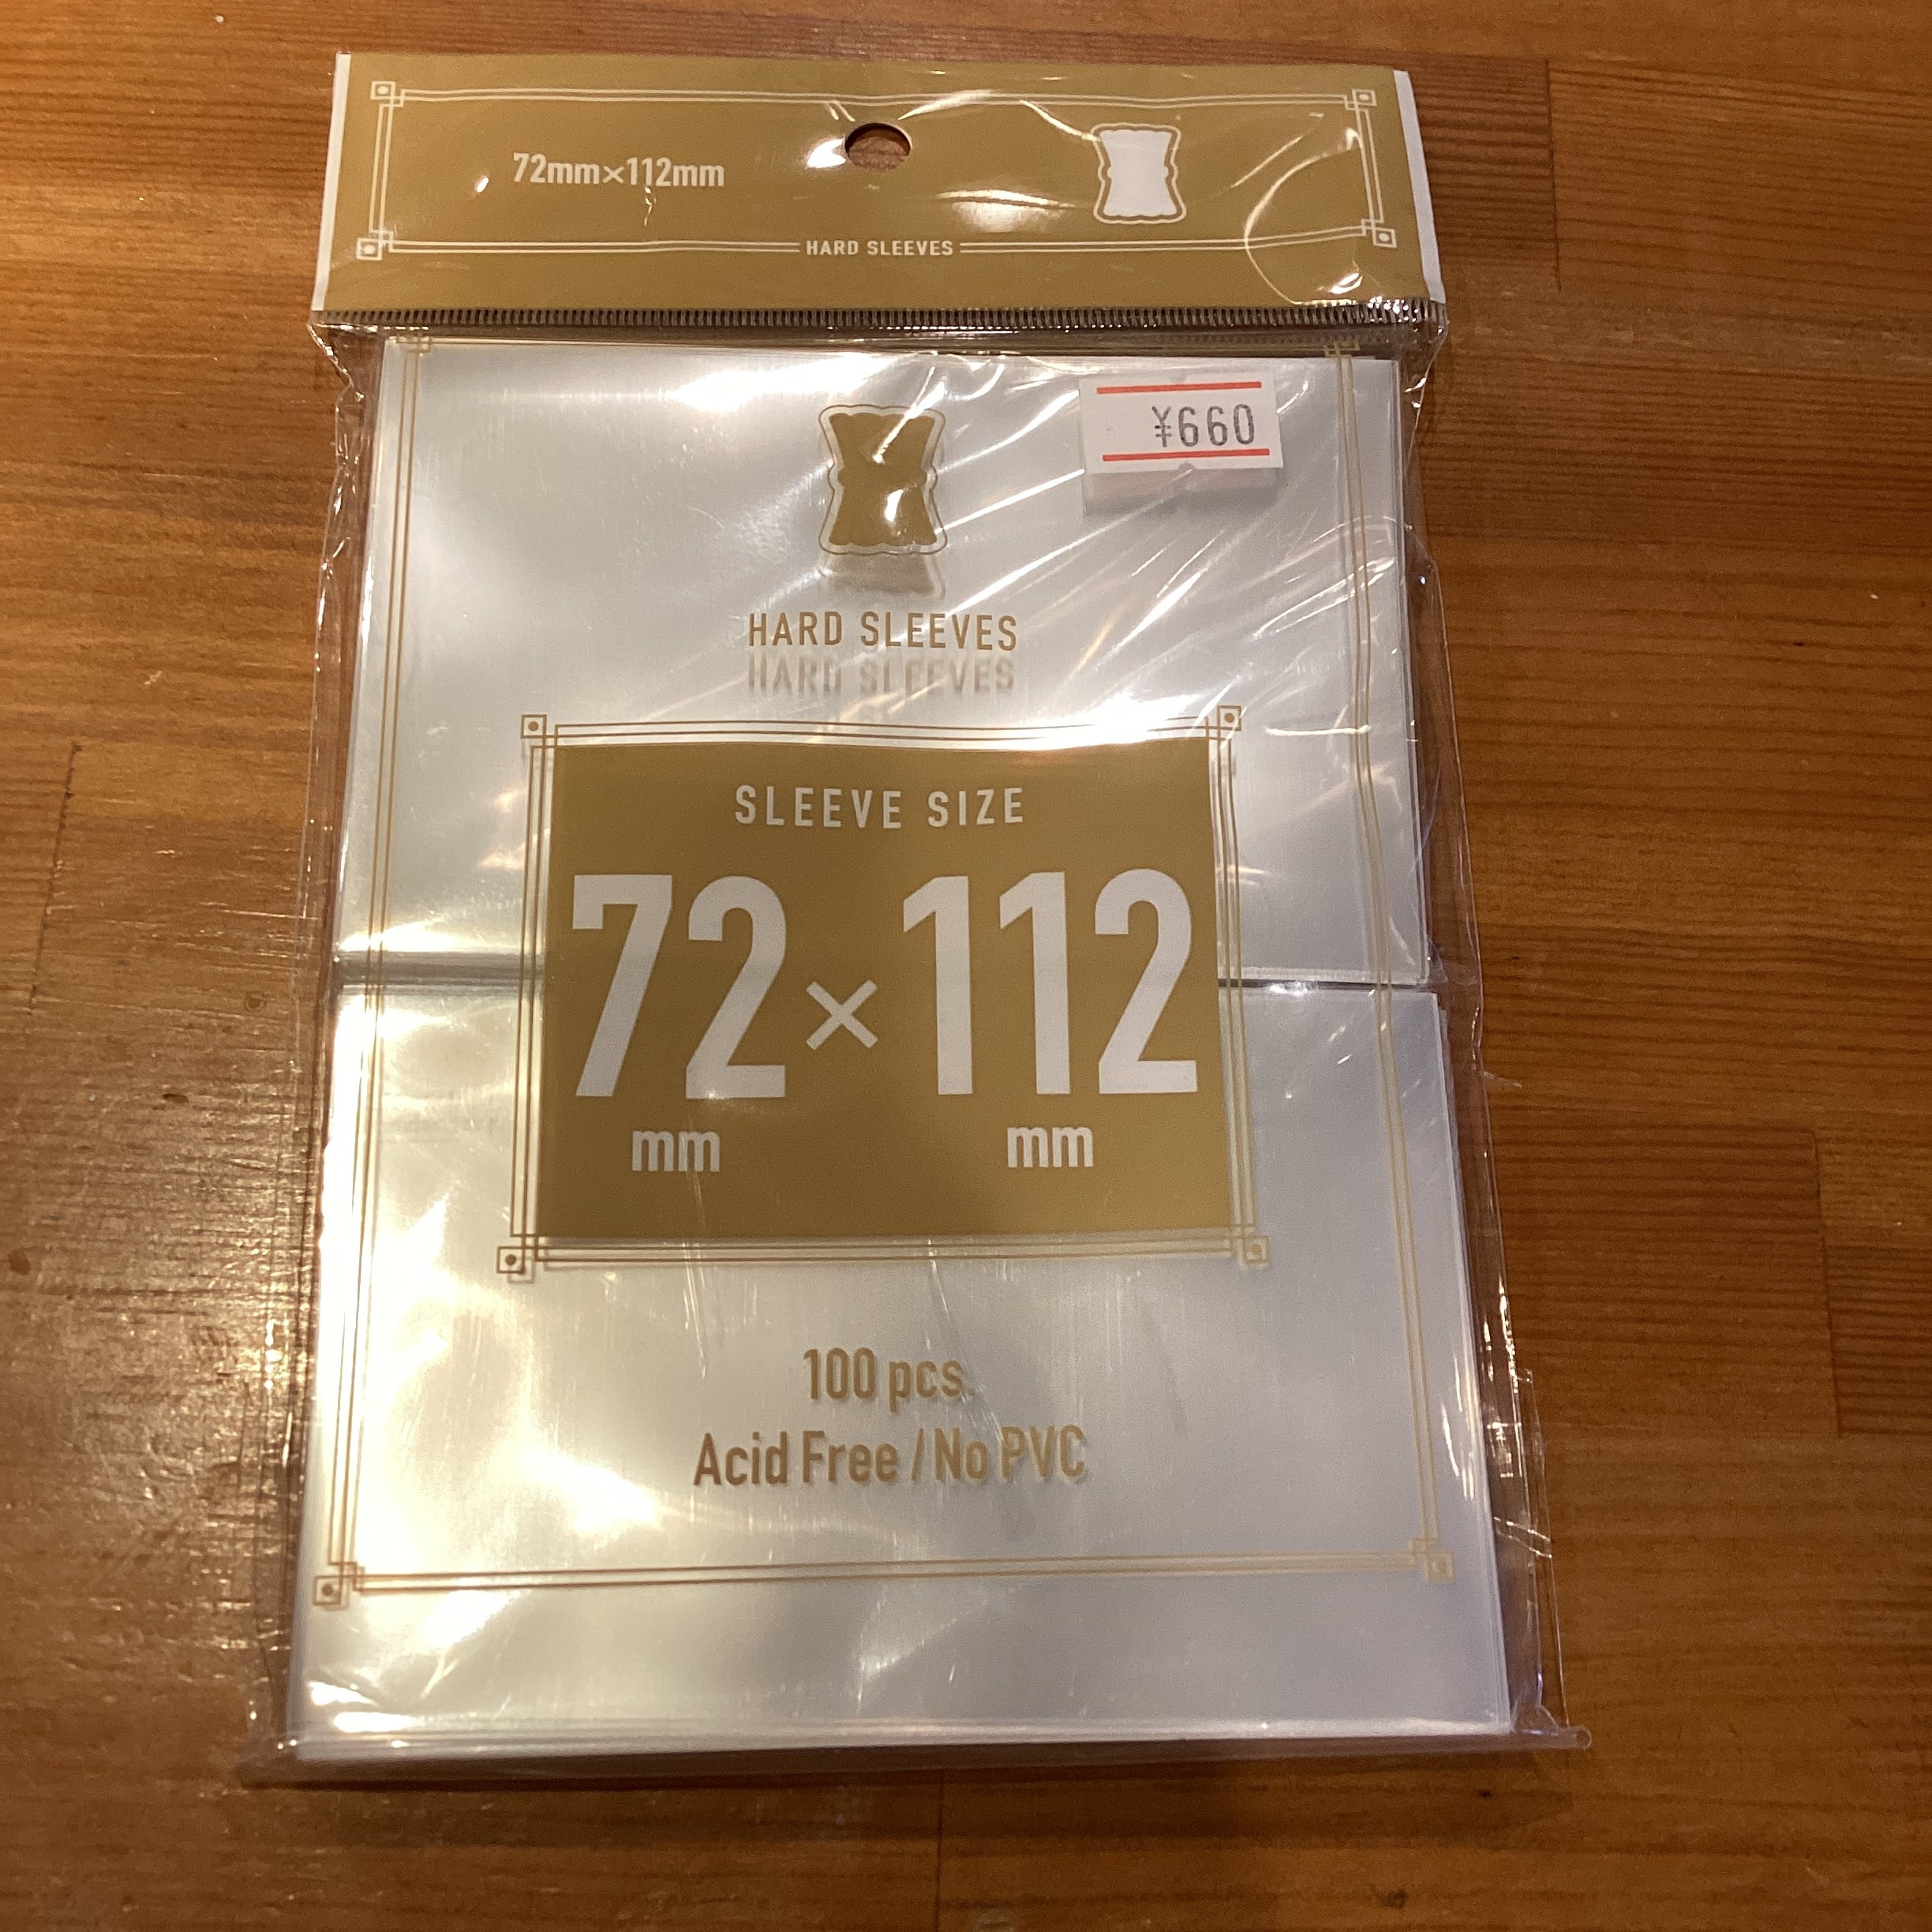 72mm×112mm
HARD SLEEVES
¥660
HARD SLEEVES
SLEEVE SIZE
72×112
mm mm
100 pcs.
Acid Free / No PVC